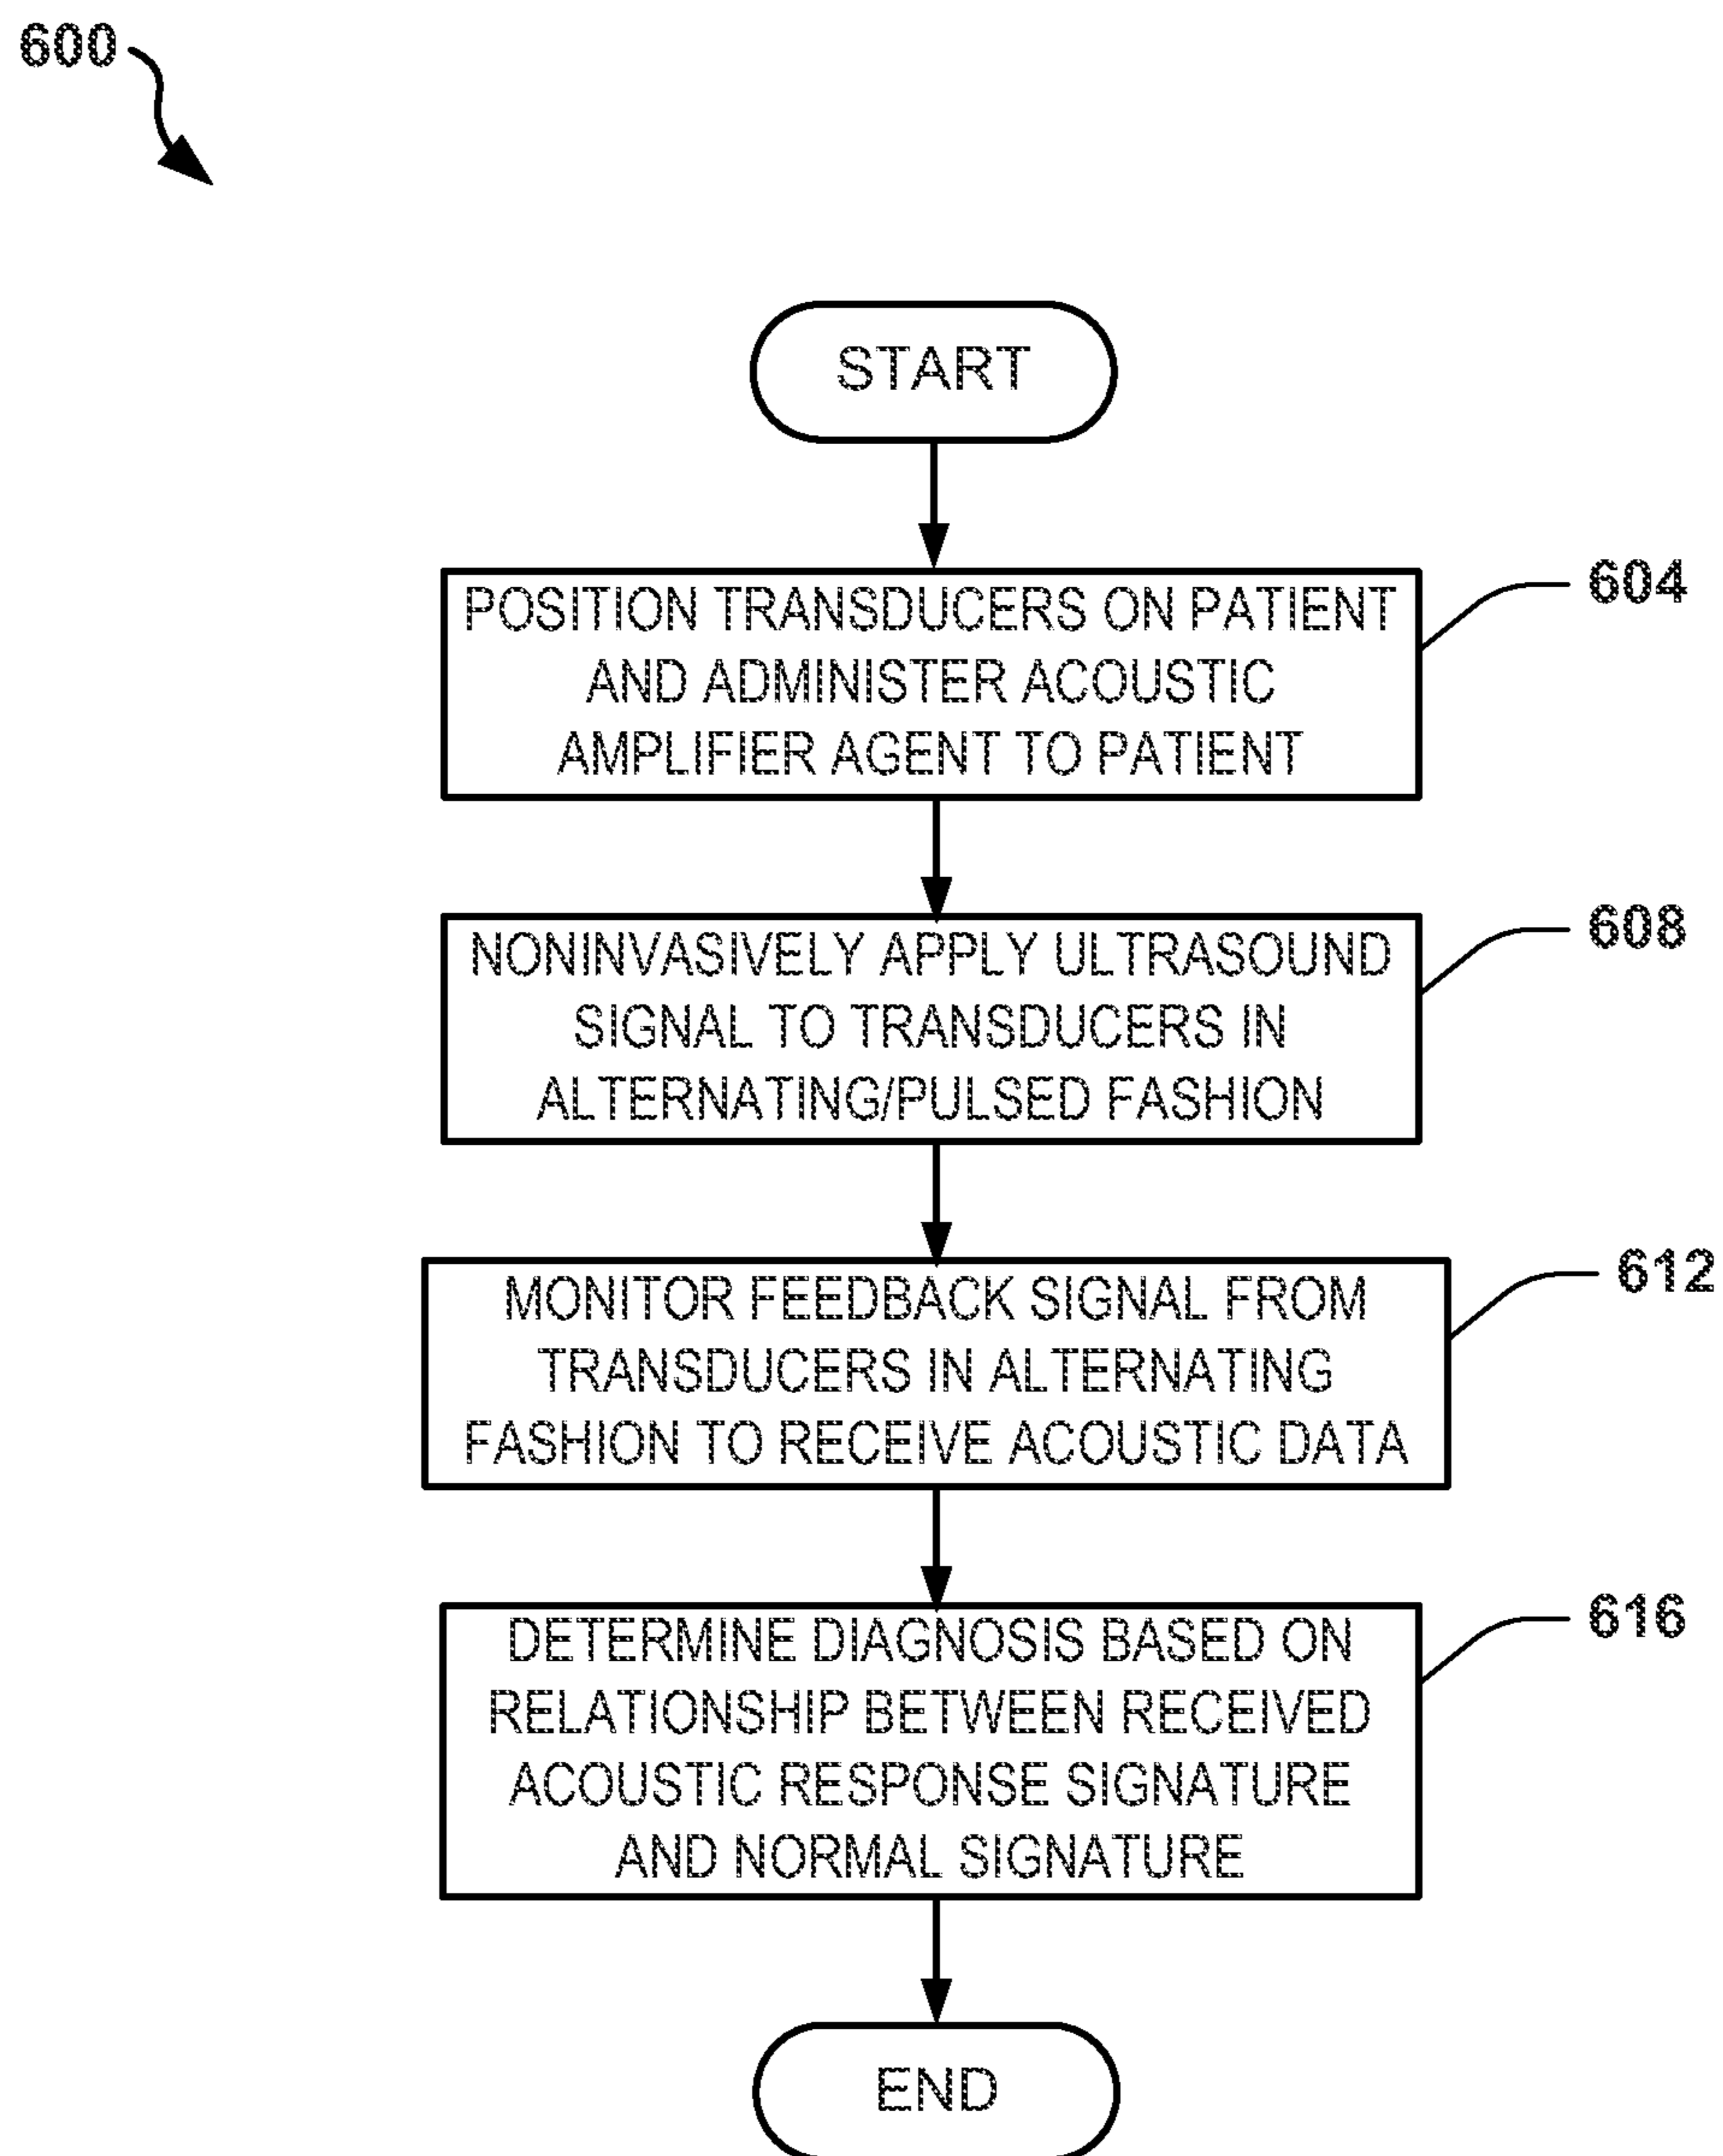 600
START
POSITION TRANSDUCERS ON PATIENT
AND ADMINISTER ACOUSTIC
AMPLIFIER AGENT TO PATIENT
604
NONINVASIVELY APPLY ULTRASOUND
SIGNAL TO TRANSDUCERS IN
ALTERNATING/PULSED FASHION
608
MONITOR FEEDBACK SIGNAL FROM
TRANSDUCERS IN ALTERNATING
FASHION TO RECEIVE ACOUSTIC DATA
612
DETERMINE DIAGNOSIS BASED ON
RELATIONSHIP BETWEEN RECEIVED
ACOUSTIC RESPONSE SIGNATURE
AND NORMAL SIGNATURE
616
END